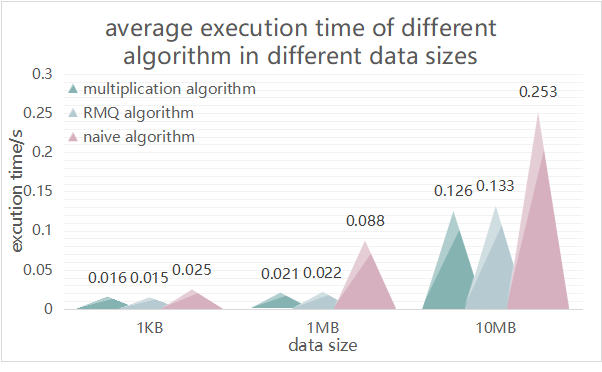 average execution time of different
algorithm in different data sizes
0.3
0.25
0.2
0.15
0.1
0.05
0
excution time/s
multiplication algorithm
RMQ algorithm
naive algorithm
0.016 0.015 0.025
0.021 0.022 0.088
0.126 0.133 0.253
1KB 1MB 10MB
data size